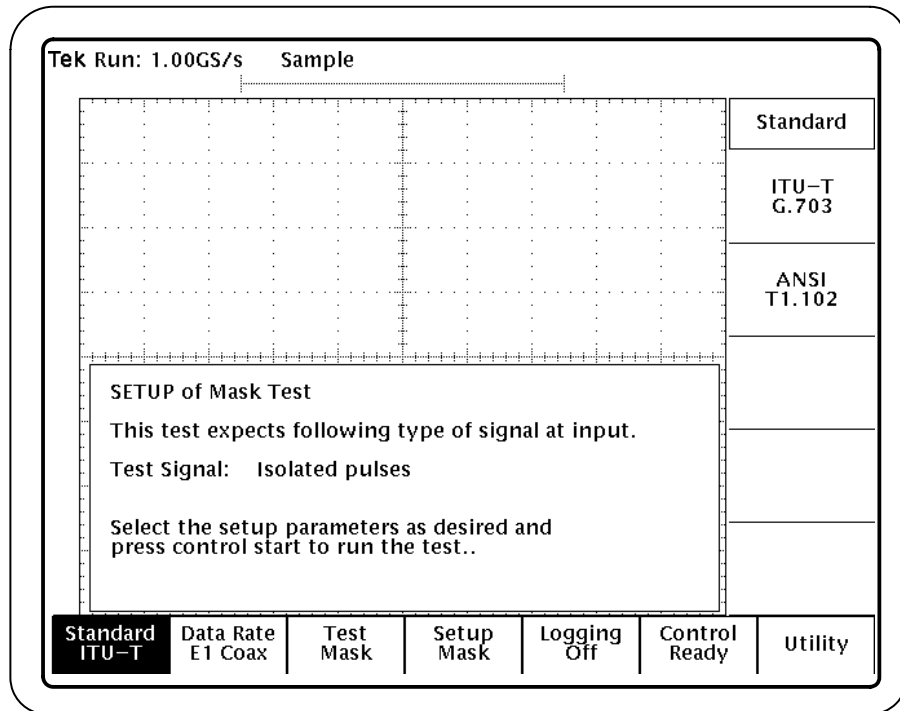 Tek Run: 1.00GS/s Sample
Standard
ITU-T
G.703
ANSI
T1.102
SETUP of Mask Test
This test expects following type of signal at input.
Test Signal: Isolated pulses
Select the setup parameters as desired and
press control start to run the test..
Standard
ITU-T
Data Rate
E1 Coax
Test
Mask
Setup
Mask
Logging
Off
Control
Ready
Utility